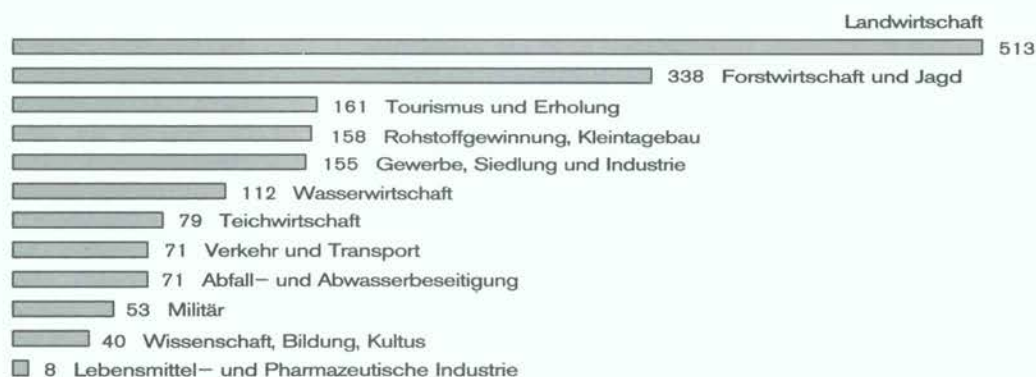 Landwirtschaft
513
338 Forstwirtschaft und Jagd
161 Tourismus und Erholung
158 Rohstoffgewinnung, Kleintagebau
155 Gewerbe, Siedlung und Industrie
112 Wasserwirtschaft
79 Teichwirtschaft
71 Verkehr und Transport
71 Abfall- und Abwasserbeseitigung
53 Militär
40 Wissenschaft, Bildung, Kultus
8 Lebensmittel- und Pharmazeutische Industrie